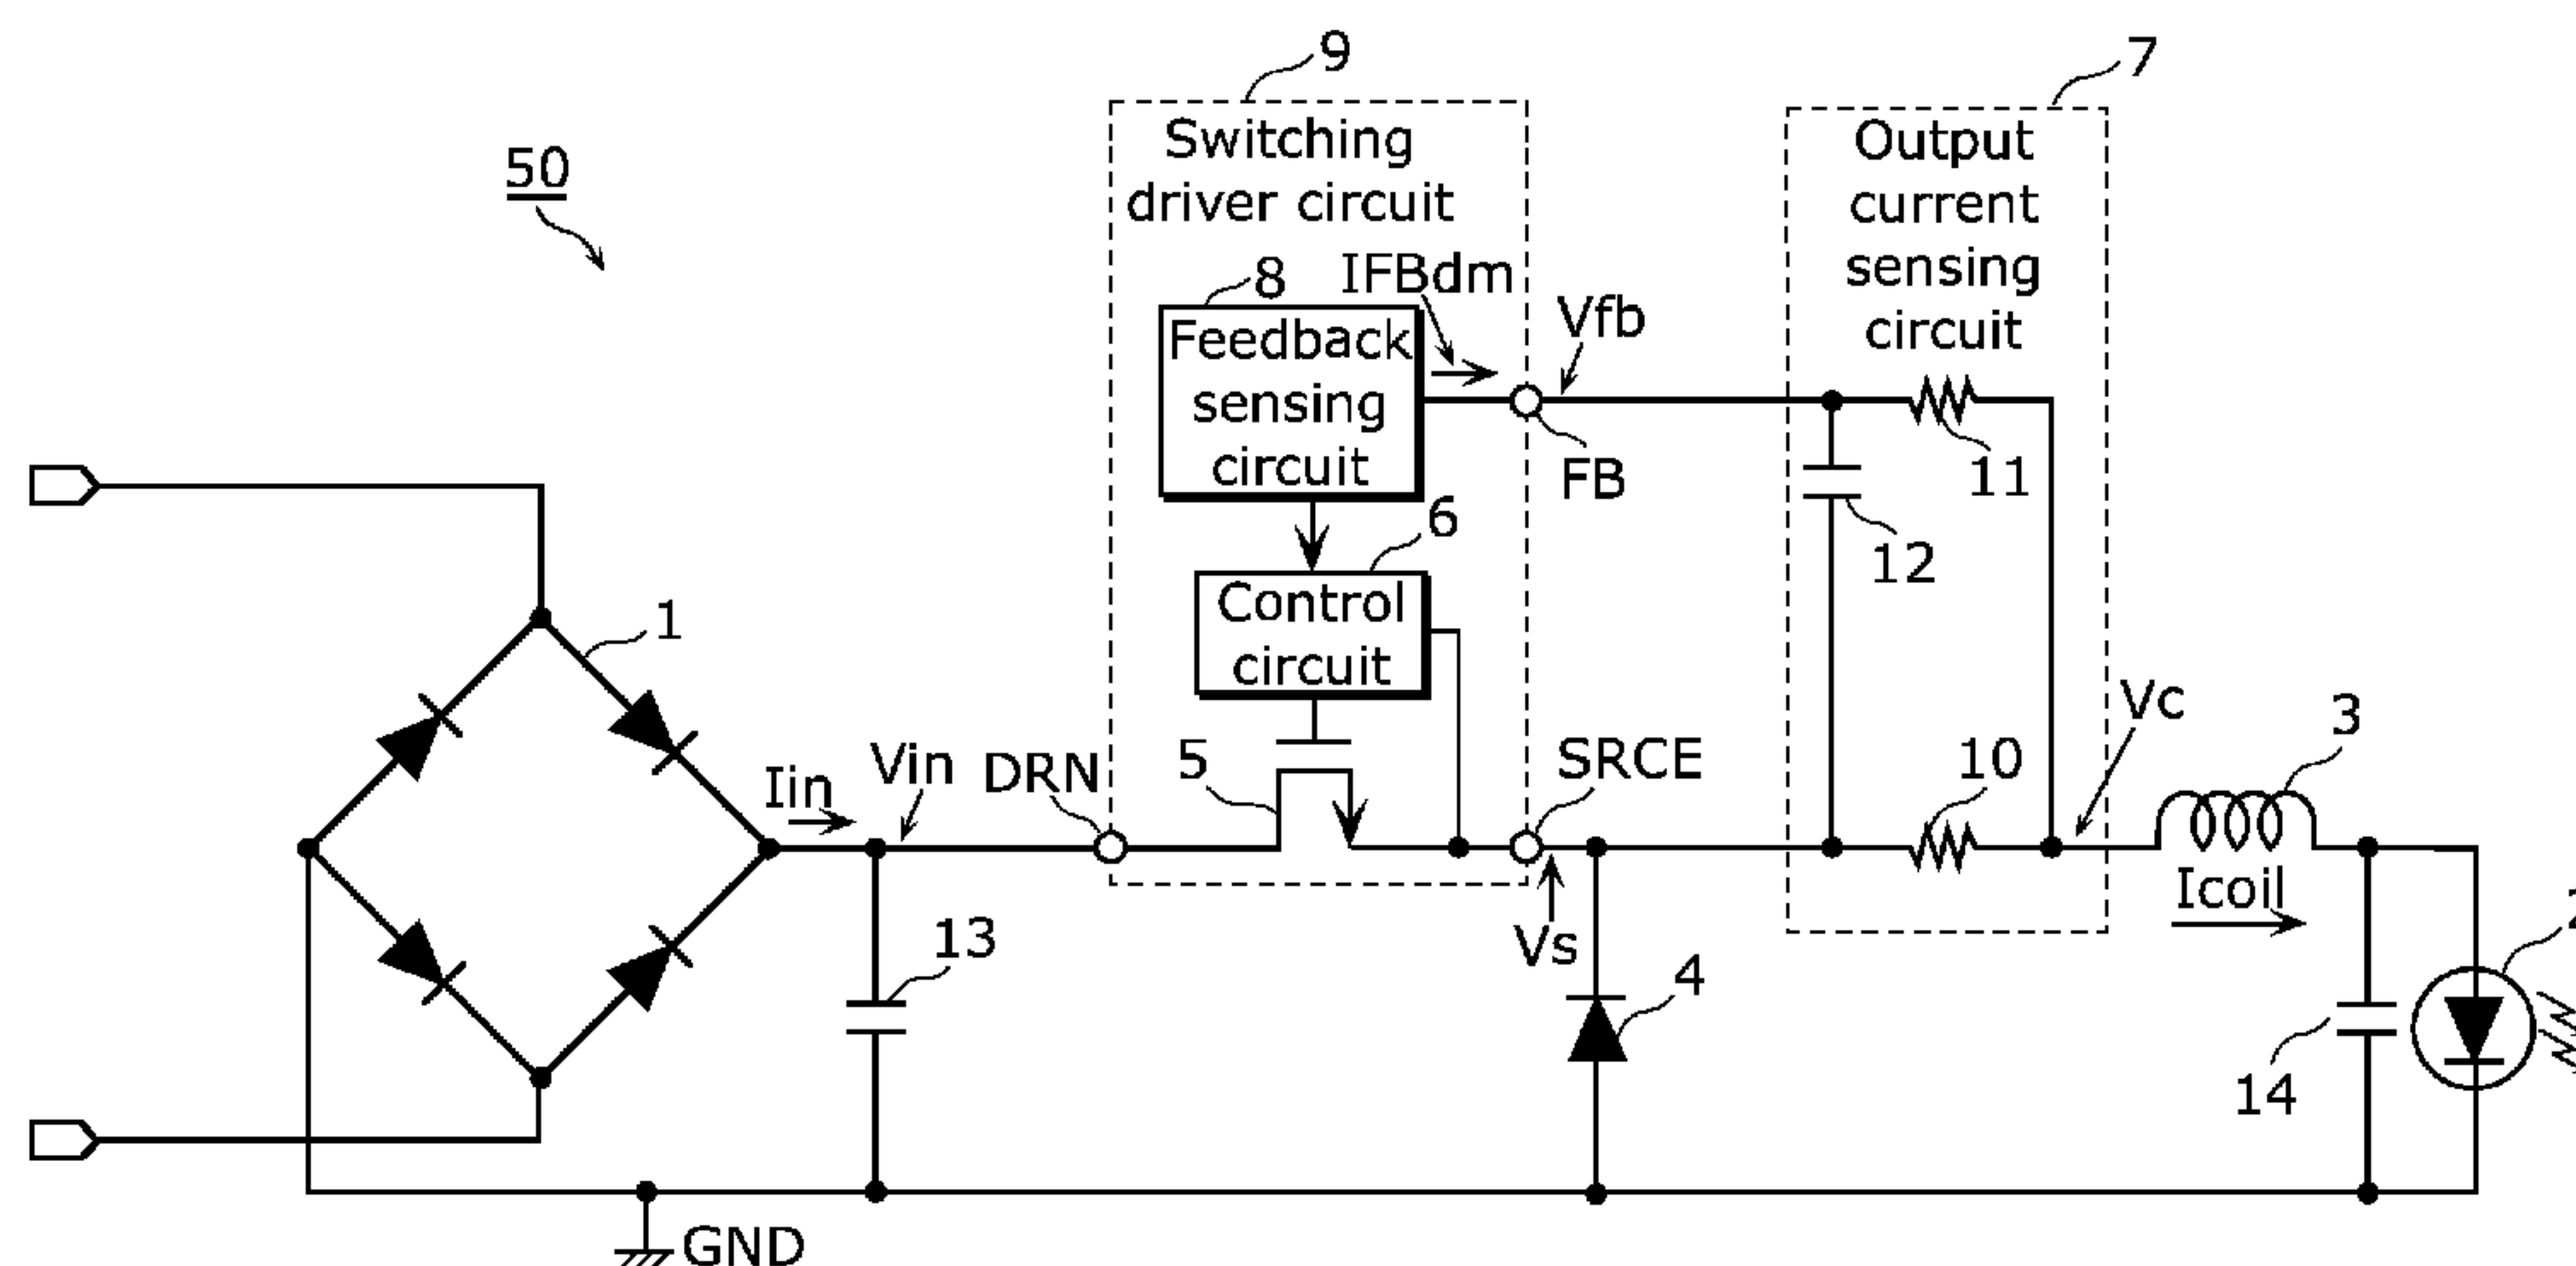 50
9
Switching
driver circuit
8
IFBdm
Feedback
sensing
circuit
Vfb
FB
6
Control
circuit
7
Output
current
sensing
circuit
11
12
1
Iin
Vin
DRN
5
SRCE
10
Vc
3
Icoil
Vs
13
4
14
GND